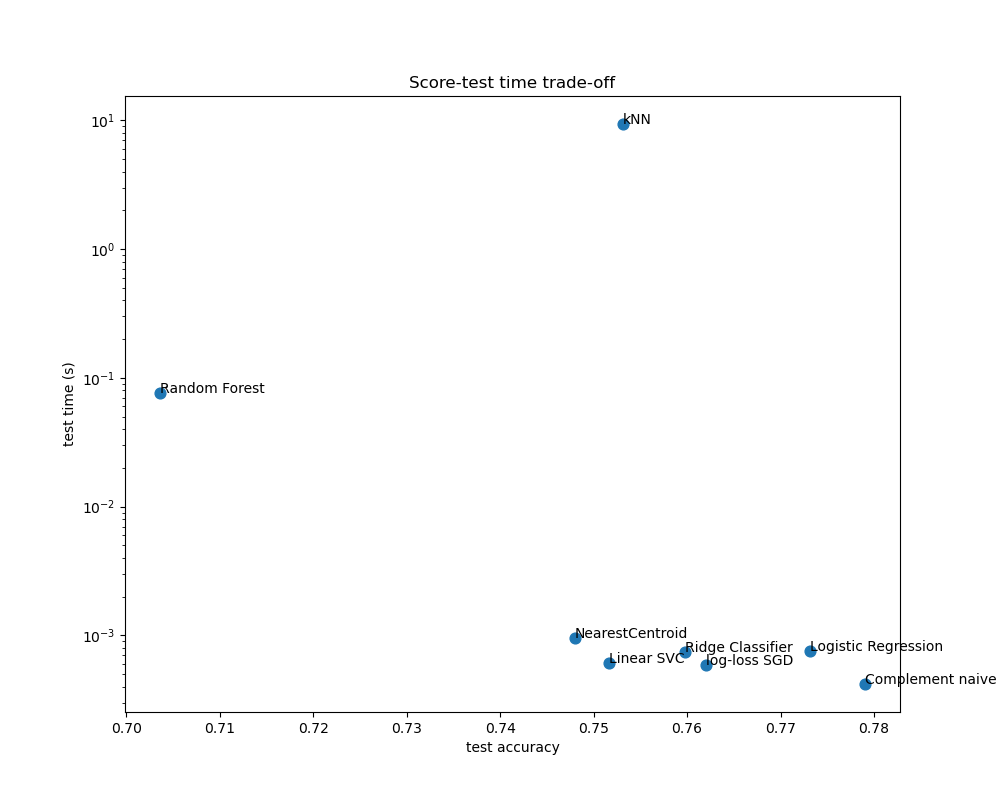 Score-test time trade-off
10¹
10⁰
10⁻¹
10⁻²
10⁻³
test time (s)
kNN
Random Forest
NearestCentroid
Ridge Classifier
Logistic Regression
Linear SVC
log-loss SGD
Complement naive
0.70 0.71 0.72 0.73 0.74 0.75 0.76 0.77 0.78
test accuracy